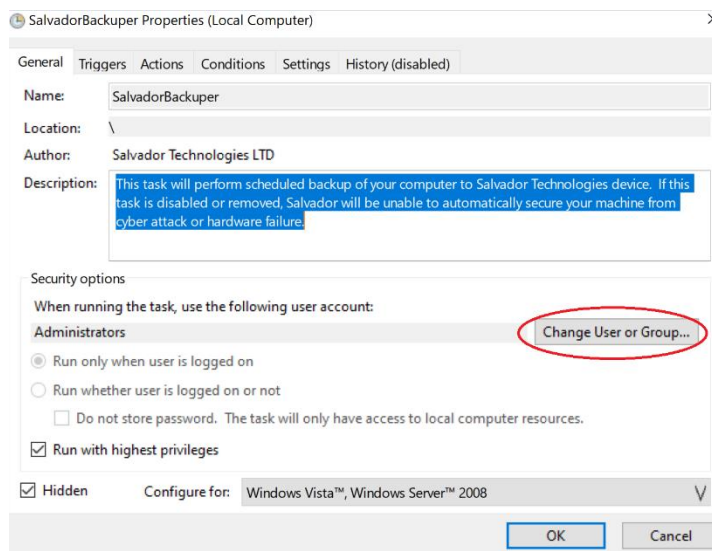 SalvadorBackuper Properties (Local Computer)
General Triggers Actions Conditions Settings History (disabled)
Name: SalvadorBackuper
Location: \
Author: Salvador Technologies LTD
Description: This task will perform scheduled backup of your computer to Salvador Technologies device. If this
task is disabled or removed, Salvador will be unable to automatically secure your machine from
cyber attack or hardware failure.
Security options
When running the task, use the following user account:
Administrators Change User or Group...
Run only when user is logged on
Run whether user is logged on or not
Do not store password. The task will only have access to local computer resources.
Run with highest privileges
Hidden Configure for: Windows Vista™, Windows Server™ 2008
OK Cancel